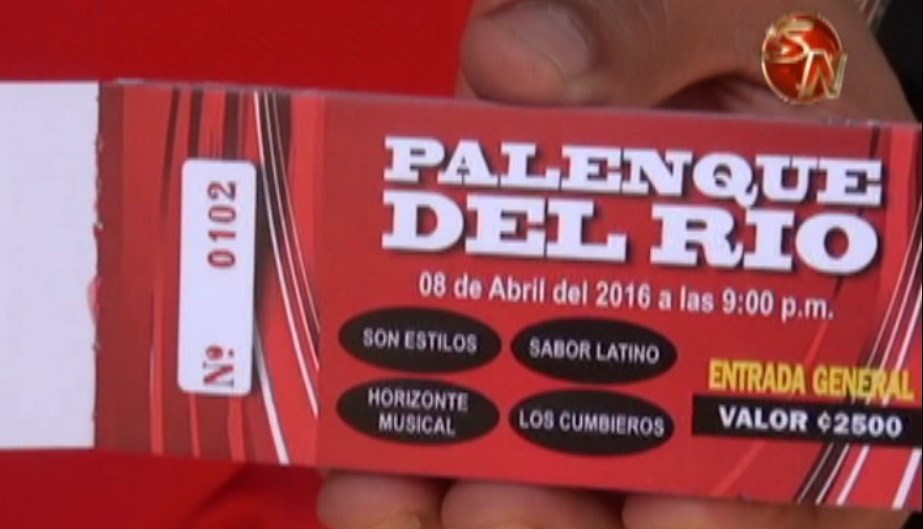 SN
Nº: 0102
PALENQUE
DEL RIO
08 de Abril del 2016 a las 9:00 p.m.
SON ESTILOS
SABOR LATINO
HORIZONTE
MUSICAL
LOS CUMBIEROS
ENTRADA GENERAL
VALOR ¢2500